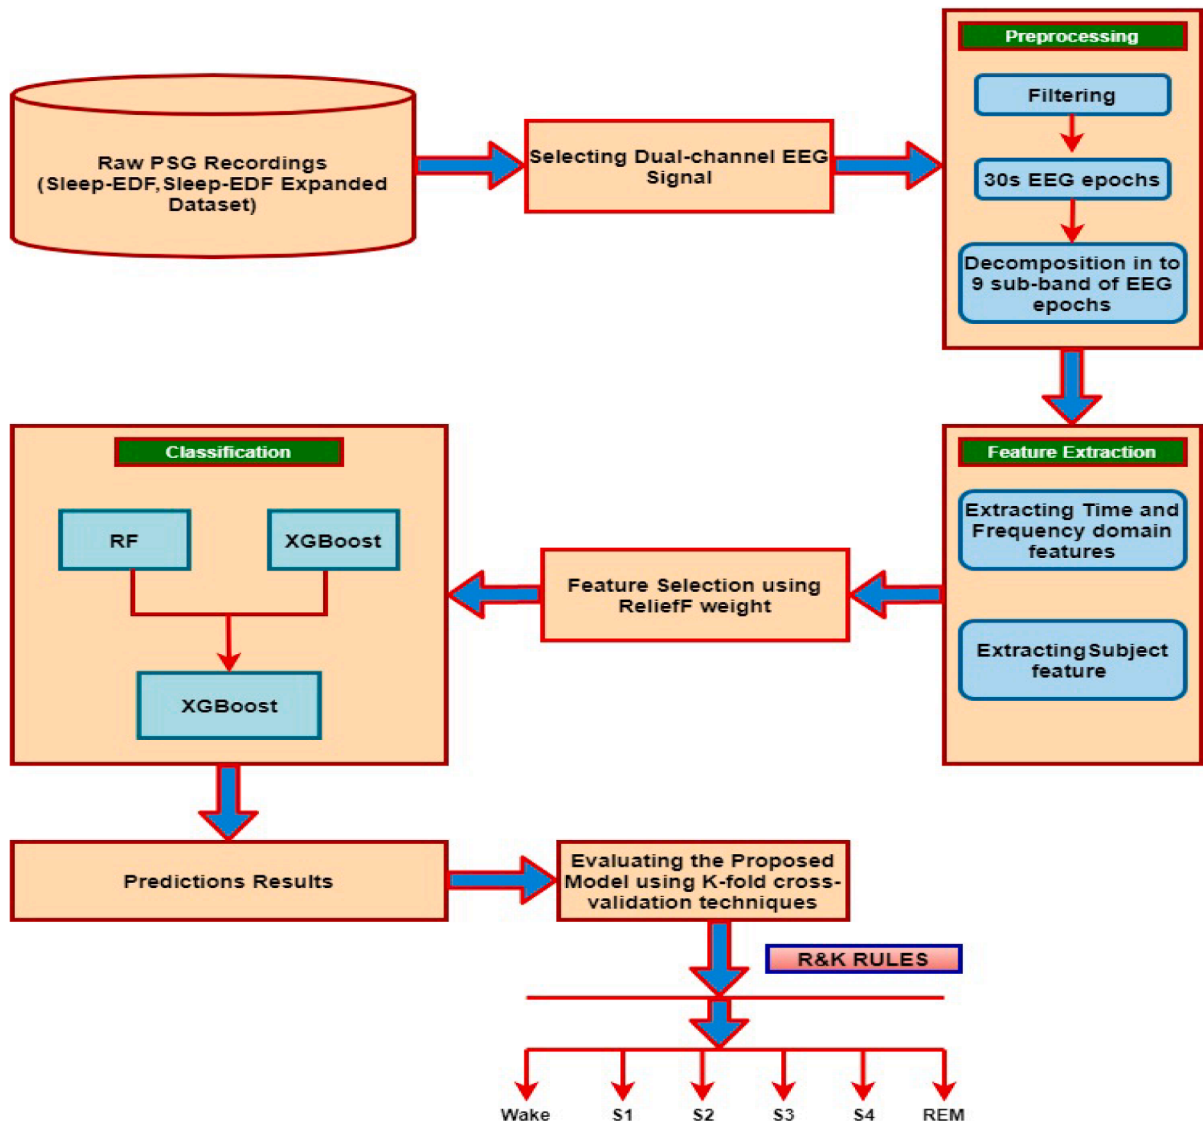 Raw PSG Recordings
(Sleep-EDF,Sleep-EDF Expanded
Dataset)
Selecting Dual-channel EEG
Signal
Preprocessing
Filtering
30s EEG epochs
Decomposition in to
9 sub-band of EEG
epochs
Feature Extraction
Extracting Time and
Frequency domain
features
ExtractingSubject
feature
Feature Selection using
ReliefF weight
Classification
RF
XGBoost
XGBoost
Predictions Results
Evaluating the Proposed
Model using K-fold cross-
validation techniques
R&K RULES
Wake
S1
S2
S3
S4
REM